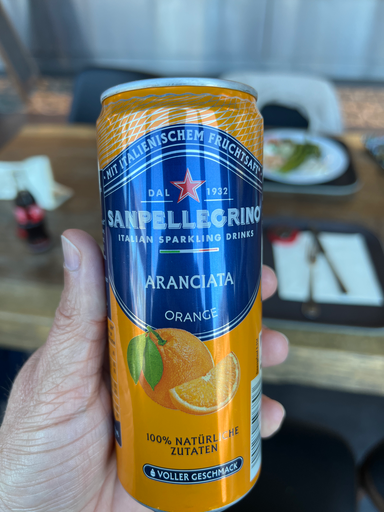 MIT ITALIENISCHEM FRUCHTSAFT
DAL 1932
SANPELLEGRINO
ITALIAN SPARKLING DRINKS
ARANCIATA
ORANGE
100% NATÜRLICHE
ZUTATEN
VOLLER GESCHMACK